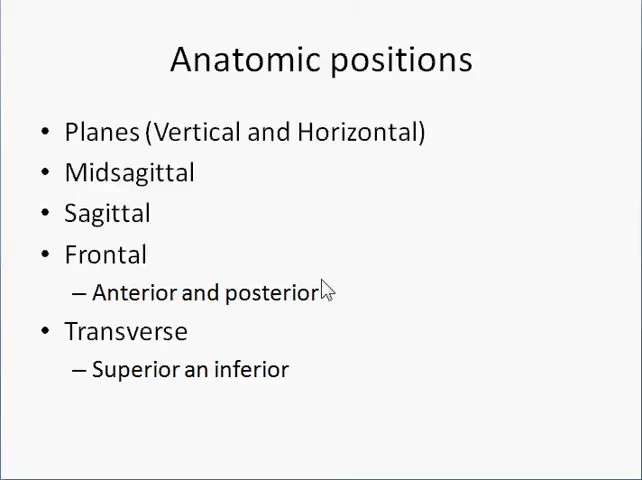 Anatomic positions
• Planes (Vertical and Horizontal)
• Midsagittal
• Sagittal
• Frontal
– Anterior and posterior
• Transverse
– Superior an inferior